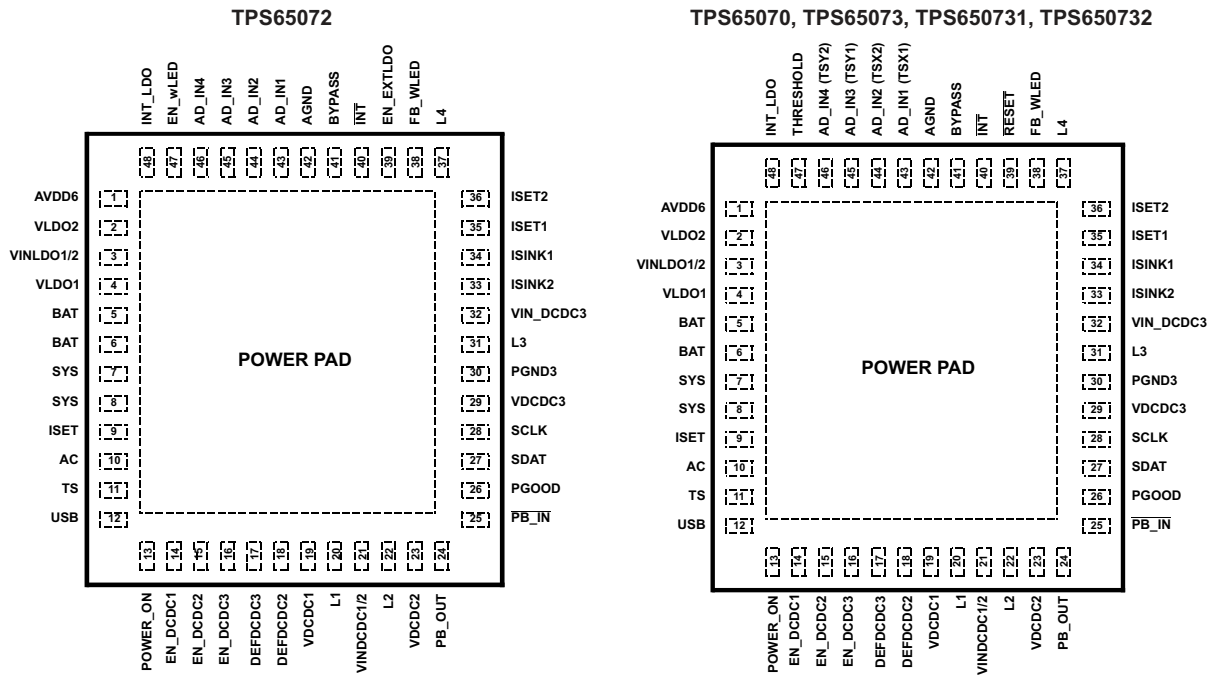 TPS65072
INT_LDO
EN_wLED
AD_IN4
AD_IN3
AD_IN2
AD_IN1
AGND
BYPASS
INT
EN_EXTLDO
FB_WLED
L4
48
47
46
45
44
43
42
41
40
39
38
37
AVDD6 1
VLDO2 2
VINLDO1/2 3
VLDO1 4
BAT 5
BAT 6
SYS 7
SYS 8
ISET 9
AC 10
TS 11
USB 12
POWER PAD
36 ISET2
35 ISET1
34 ISINK1
33 ISINK2
32 VIN_DCDC3
31 L3
30 PGND3
29 VDCDC3
28 SCLK
27 SDAT
26 PGOOD
25 PB_IN
13
14
15
16
17
18
19
20
21
22
23
24
POWER_ON
EN_DCDC1
EN_DCDC2
EN_DCDC3
DEFDCDC3
DEFDCDC2
VDCDC1
L1
VINDCDC1/2
L2
VDCDC2
PB_OUT
TPS65070, TPS65073, TPS650731, TPS650732
INT_LDO
THRESHOLD
AD_IN4 (TSY2)
AD_IN3 (TSY1)
AD_IN2 (TSX2)
AD_IN1 (TSX1)
AGND
BYPASS
INT
RESET
FB_WLED
L4
48
47
46
45
44
43
42
41
40
39
38
37
AVDD6 1
VLDO2 2
VINLDO1/2 3
VLDO1 4
BAT 5
BAT 6
SYS 7
SYS 8
ISET 9
AC 10
TS 11
USB 12
POWER PAD
36 ISET2
35 ISET1
34 ISINK1
33 ISINK2
32 VIN_DCDC3
31 L3
30 PGND3
29 VDCDC3
28 SCLK
27 SDAT
26 PGOOD
25 PB_IN
13
14
15
16
17
18
19
20
21
22
23
24
POWER_ON
EN_DCDC1
EN_DCDC2
EN_DCDC3
DEFDCDC3
DEFDCDC2
VDCDC1
L1
VINDCDC1/2
L2
VDCDC2
PB_OUT